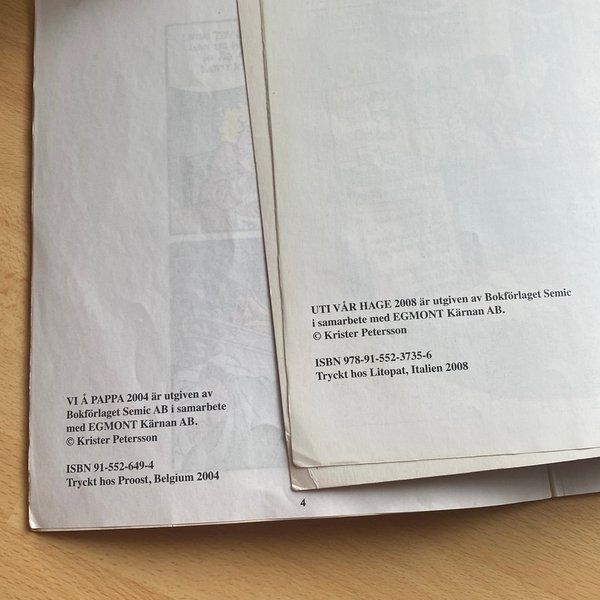 VI Å PAPPA 2004 är utgiven av
Bokförlaget Semic AB i samarbete
med EGMONT Kärnan AB.
© Krister Petersson
ISBN 91-552-649-4
Tryckt hos Proost, Belgium 2004
4
UTI VÅR HAGE 2008 är utgiven av Bokförlaget Semic
i samarbete med EGMONT Kärnan AB.
© Krister Petersson
ISBN 978-91-552-3735-6
Tryckt hos Litopat, Italien 2008